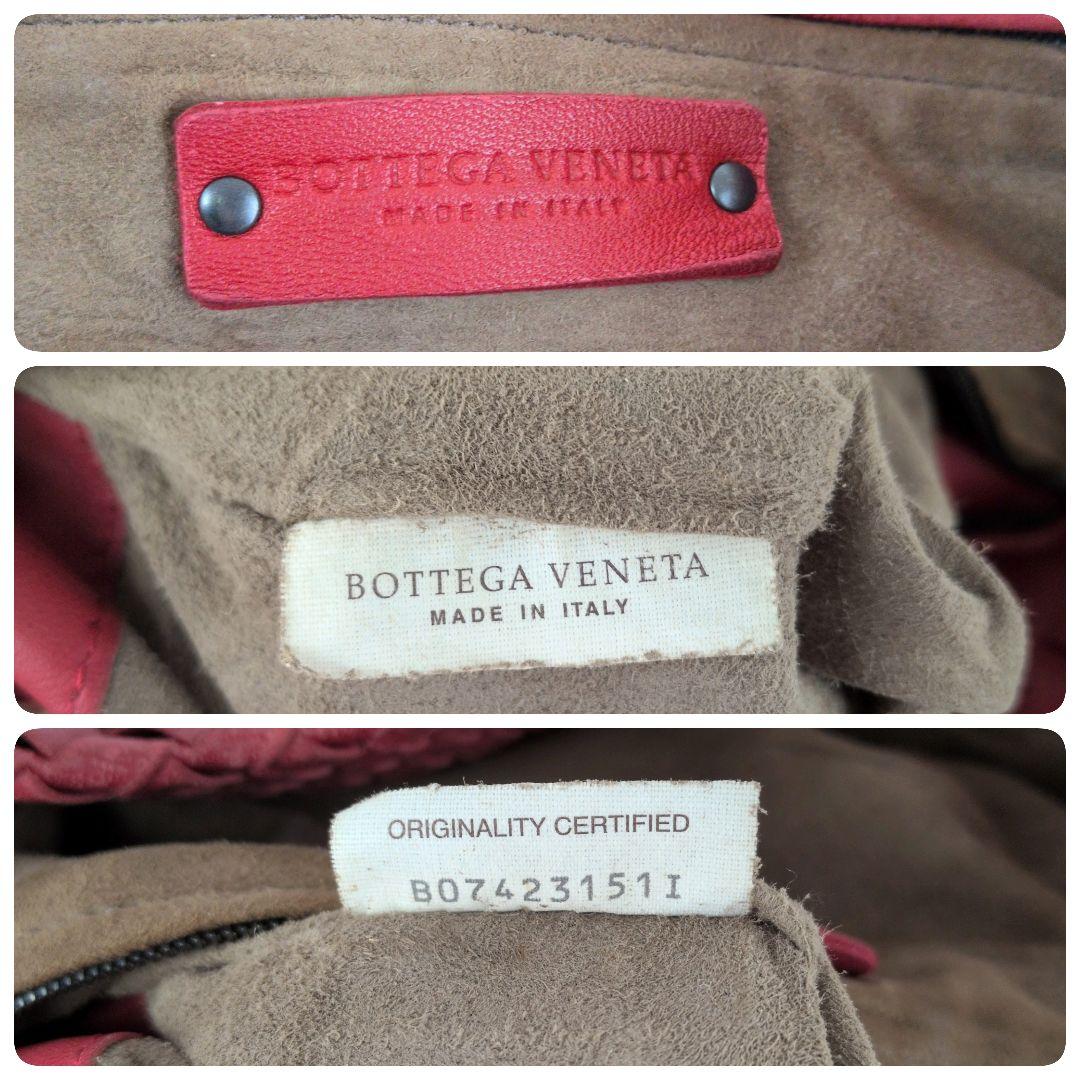 BOTTEGA VENETA
MADE IN ITALY
BOTTEGA VENETA
MADE IN ITALY
ORIGINALITY CERTIFIED
B07423151I